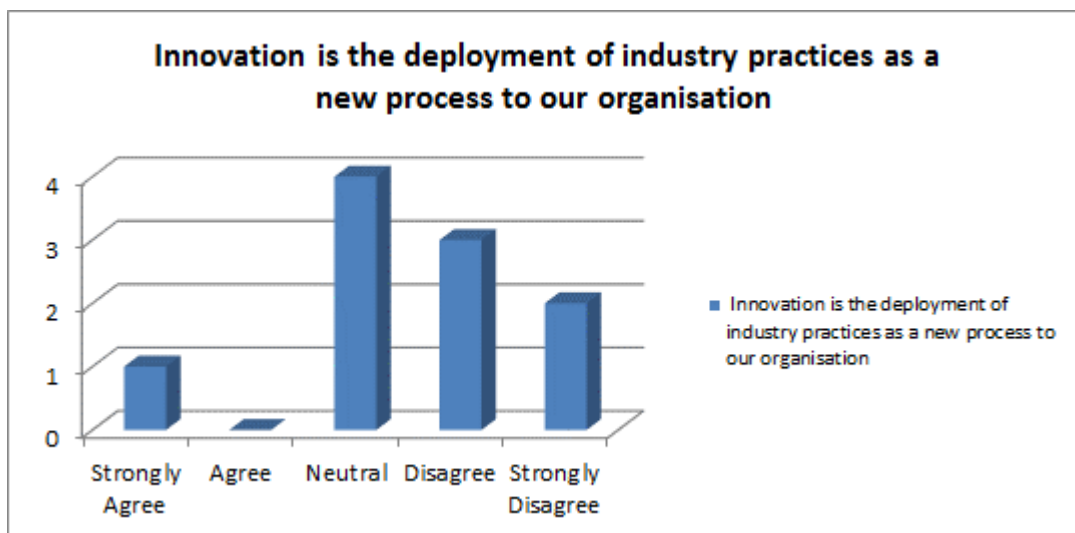 Innovation is the deployment of industry practices as a
new process to our organisation
4
3
2
1
0
Strongly Agree
Agree
Neutral
Disagree
Strongly Disagree
Innovation is the deployment of
industry practices as a new process to
our organisation